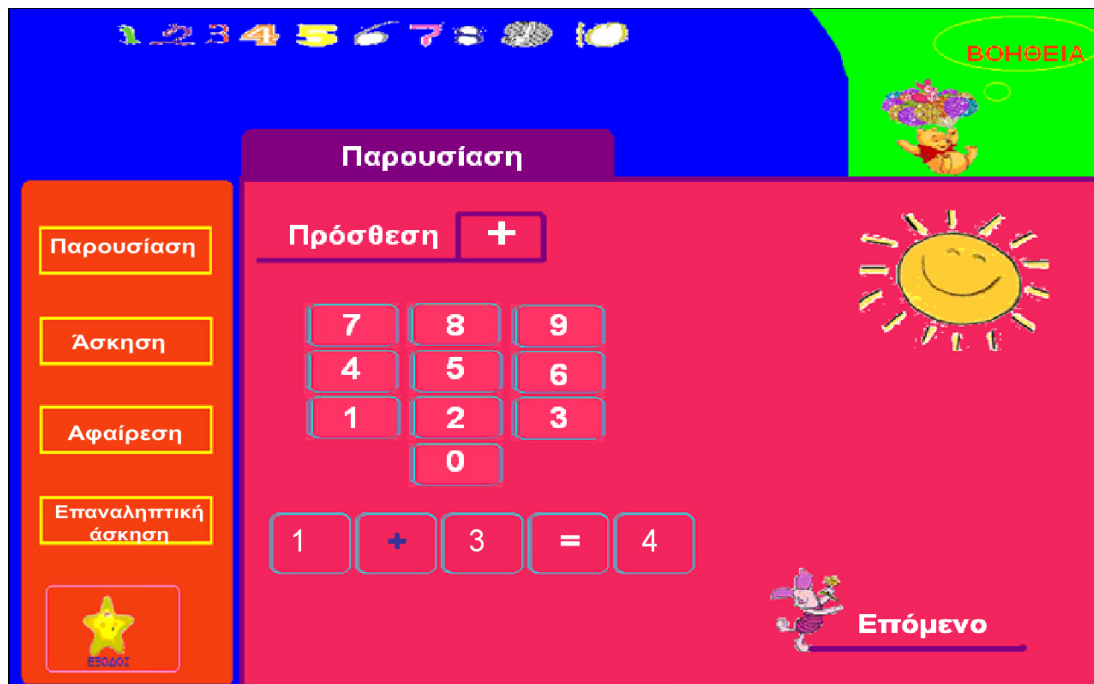 1 2 3 4 5 6 7 8 9 10
ΒΟΗΘΕΙΑ
Παρουσίαση
Παρουσίαση
Άσκηση
Αφαίρεση
Επαναληπτική
άσκηση
ΕΞΟΔΟΣ
Πρόσθεση +
7 8 9
4 5 6
1 2 3
0
1 + 3 = 4
Επόμενο